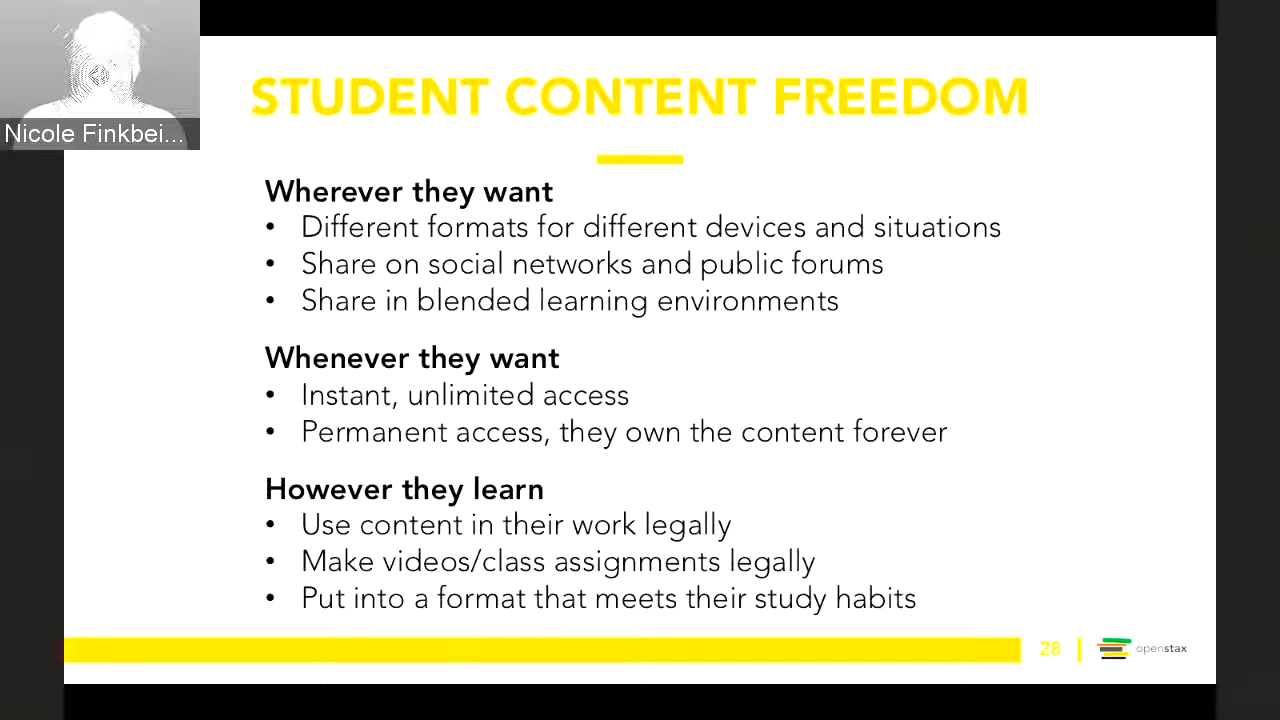 Nicole Finkbei...
STUDENT CONTENT FREEDOM
Wherever they want
• Different formats for different devices and situations
• Share on social networks and public forums
• Share in blended learning environments
Whenever they want
• Instant, unlimited access
• Permanent access, they own the content forever
However they learn
• Use content in their work legally
• Make videos/class assignments legally
• Put into a format that meets their study habits
28
openstax